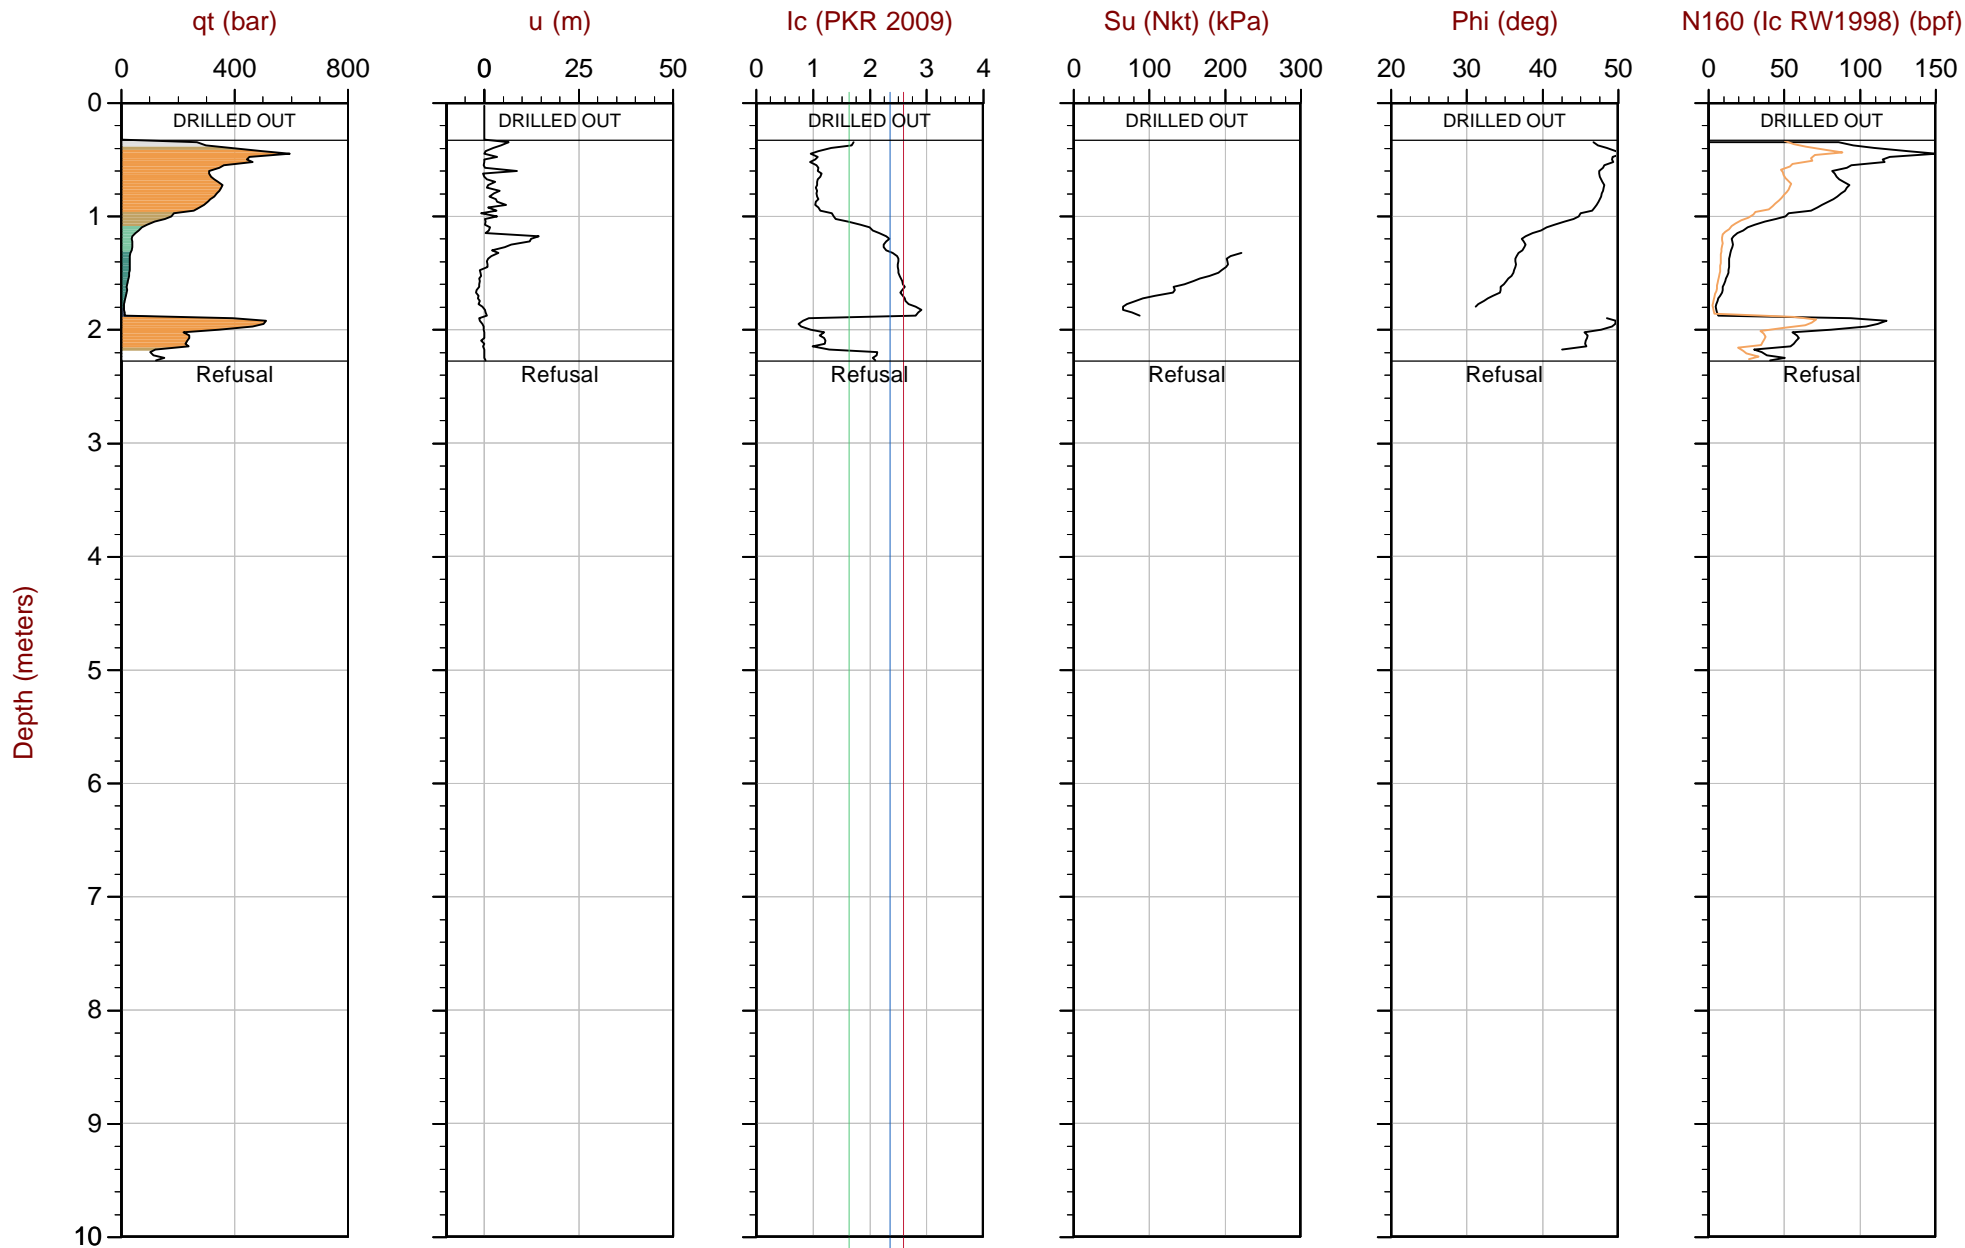 qt (bar) u (m) Ic (PKR 2009) Su (Nkt) (kPa) Phi (deg) N160 (Ic RW1998) (bpf)
0 400 800 0 25 50 0 1 2 3 4 0 100 200 300 20 30 40 50 0 50 100 150
0
DRILLED OUT DRILLED OUT DRILLED OUT DRILLED OUT DRILLED OUT DRILLED OUT
1
2
Refusal Refusal Refusal Refusal Refusal Refusal
3
4
5
Depth (meters)
6
7
8
9
10